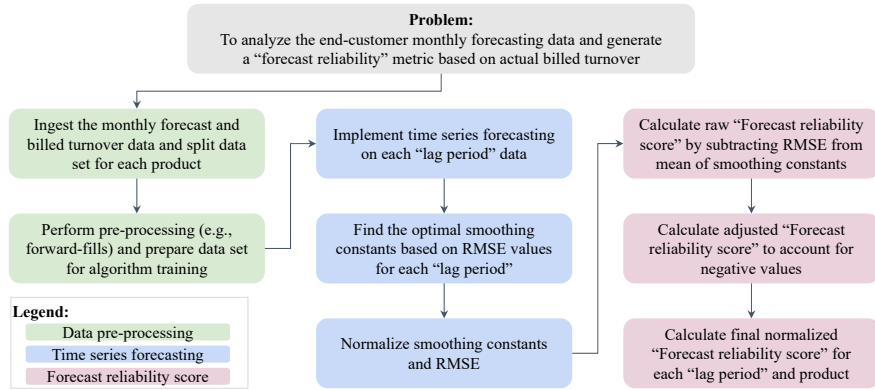 Problem:
To analyze the end-customer monthly forecasting data and generate
a “forecast reliability” metric based on actual billed turnover
Ingest the monthly forecast and
billed turnover data and split data
set for each product
Perform pre-processing (e.g.,
forward-fills) and prepare data set
for algorithm training
Implement time series forecasting
on each “lag period” data
Find the optimal smoothing
constants based on RMSE values
for each “lag period”
Normalize smoothing constants
and RMSE
Calculate raw “Forecast reliability
score” by subtracting RMSE from
mean of smoothing constants
Calculate adjusted “Forecast
reliability score” to account for
negative values
Calculate final normalized
“Forecast reliability score” for
each “lag period” and product
Legend:
Data pre-processing
Time series forecasting
Forecast reliability score